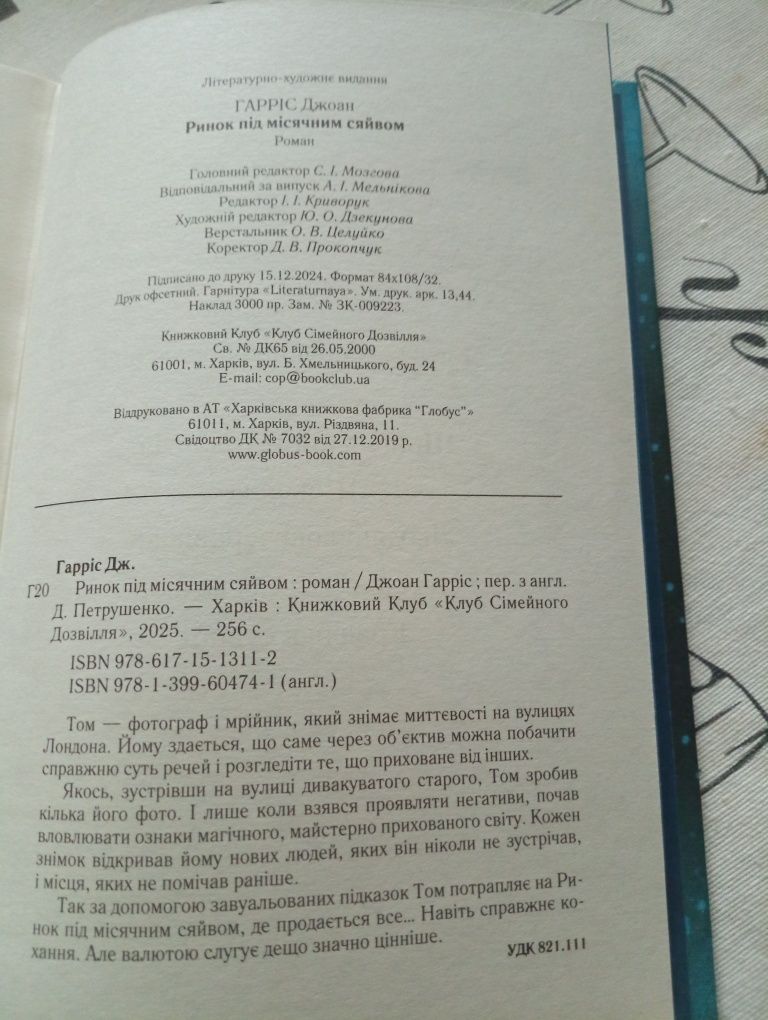 Літературно-художнє видання
ГАРРІС Джоан
Ринок під місячним сяйвом
Роман
Головний редактор С. І. Мозгова
Відповідальний за випуск А. І. Мельнікова
Редактор І. І. Криворук
Художній редактор Ю. О. Дзекунова
Верстальник О. В. Целуйко
Коректор Д. В. Прокопчук
Підписано до друку 15.12.2024. Формат 84х108/32.
Друк офсетний. Гарнітура «Literaturnaya». Ум. друк. арк. 13,44.
Наклад 3000 пр. Зам. № ЗК-009223.
Книжковий Клуб «Клуб Сімейного Дозвілля»
Св. № ДК65 від 26.05.2000
61001, м. Харків, вул. Б. Хмельницького, буд. 24
E-mail: cop@bookclub.ua
Віддруковано в АТ «Харківська книжкова фабрика "Глобус"»
61011, м. Харків, вул. Різдвяна, 11.
Свідоцтво ДК № 7032 від 27.12.2019 р.
www.globus-book.com
Гарріс Дж.
Г20 Ринок під місячним сяйвом : роман / Джоан Гарріс ; пер. з англ.
Д. Петрушенко. — Харків : Книжковий Клуб «Клуб Сімейного
Дозвілля», 2025. — 256 с.
ISBN 978-617-15-1311-2
ISBN 978-1-399-60474-1 (англ.)
Том — фотограф і мрійник, який знімає миттєвості на вулицях
Лондона. Йому здається, що саме через об’єктив можна побачити
справжню суть речей і розгледіти те, що приховане від інших.
Якось, зустрівши на вулиці дивакуватого старого, Том зробив
кілька його фото. І лише коли взявся проявляти негативи, почав
вловлювати ознаки магічного, майстерно прихованого світу. Кожен
знімок відкривав йому нових людей, яких він ніколи не зустрічав,
і місця, яких не помічав раніше.
Так за допомогою завуальованих підказок Том потрапляє на Ри-
нок під місячним сяйвом, де продається все... Навіть справжнє ко-
хання. Але валютою слугує дещо значно цінніше.
УДК 821.111